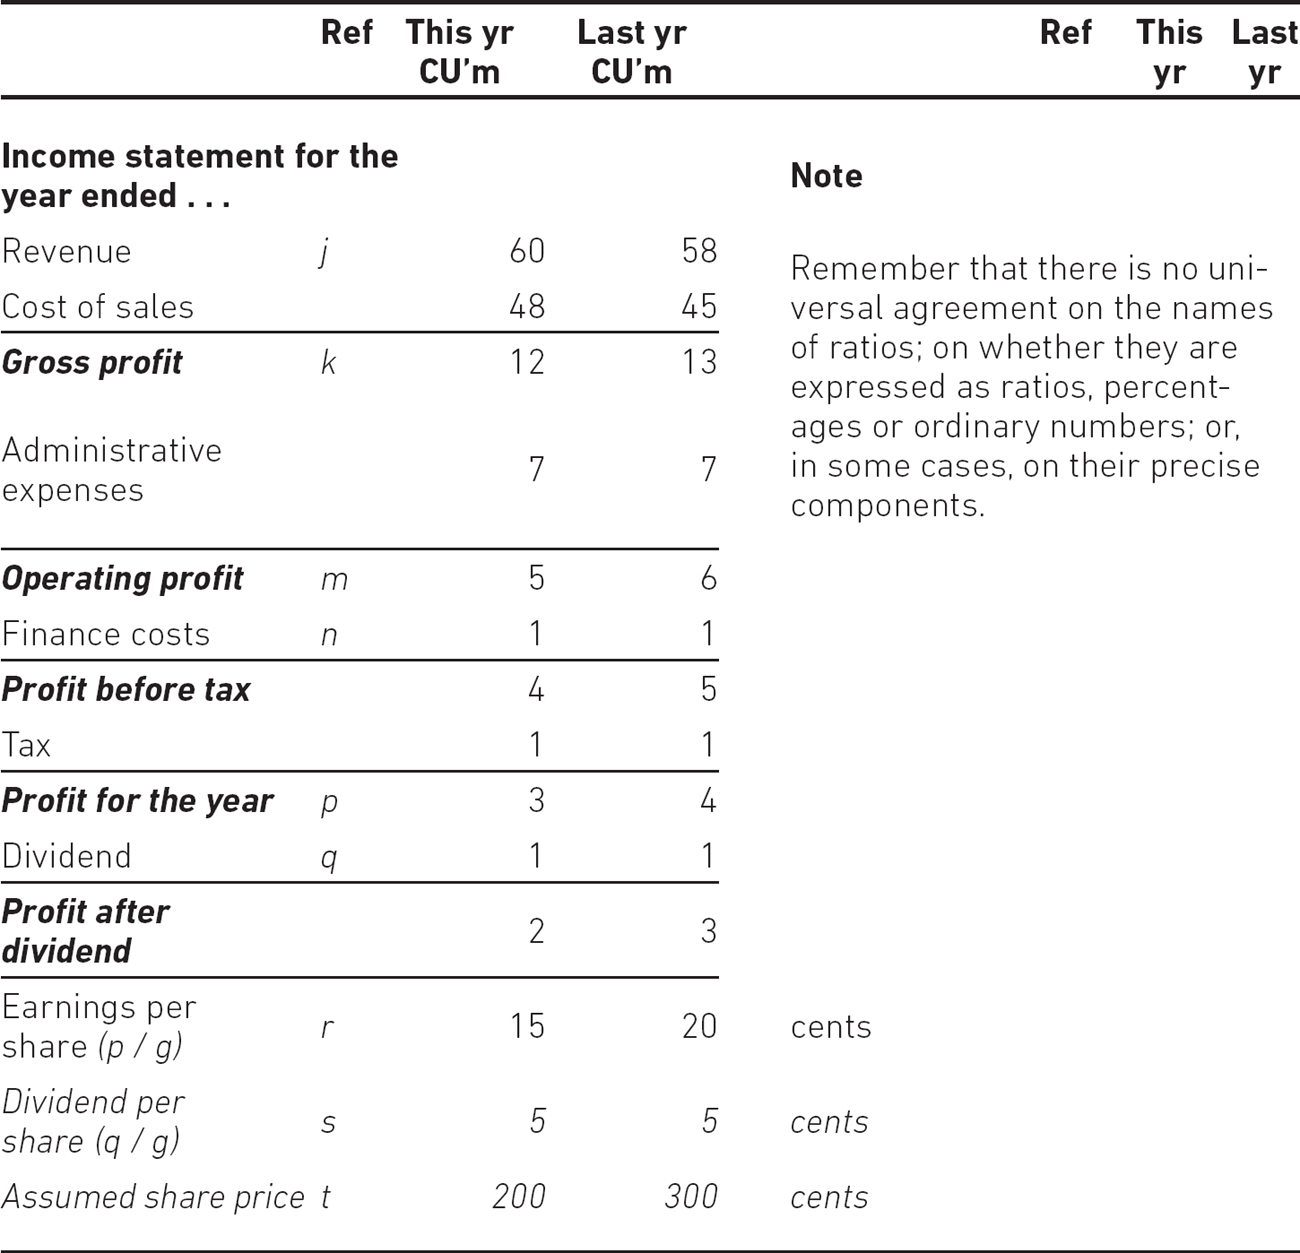 Ref This yr Last yr Ref This Last
CU’m CU’m yr yr
Income statement for the
year ended . . .
Note
Revenue j 60 58
Cost of sales 48 45
Gross profit k 12 13
Administrative
expenses 7 7
Remember that there is no uni-
versal agreement on the names
of ratios; on whether they are
expressed as ratios, percent-
ages or ordinary numbers; or,
in some cases, on their precise
components.
Operating profit m 5 6
Finance costs n 1 1
Profit before tax 4 5
Tax 1 1
Profit for the year p 3 4
Dividend q 1 1
Profit after
dividend 2 3
Earnings per
share (p / g) r 15 20 cents
Dividend per
share (q / g) s 5 5 cents
Assumed share price t 200 300 cents